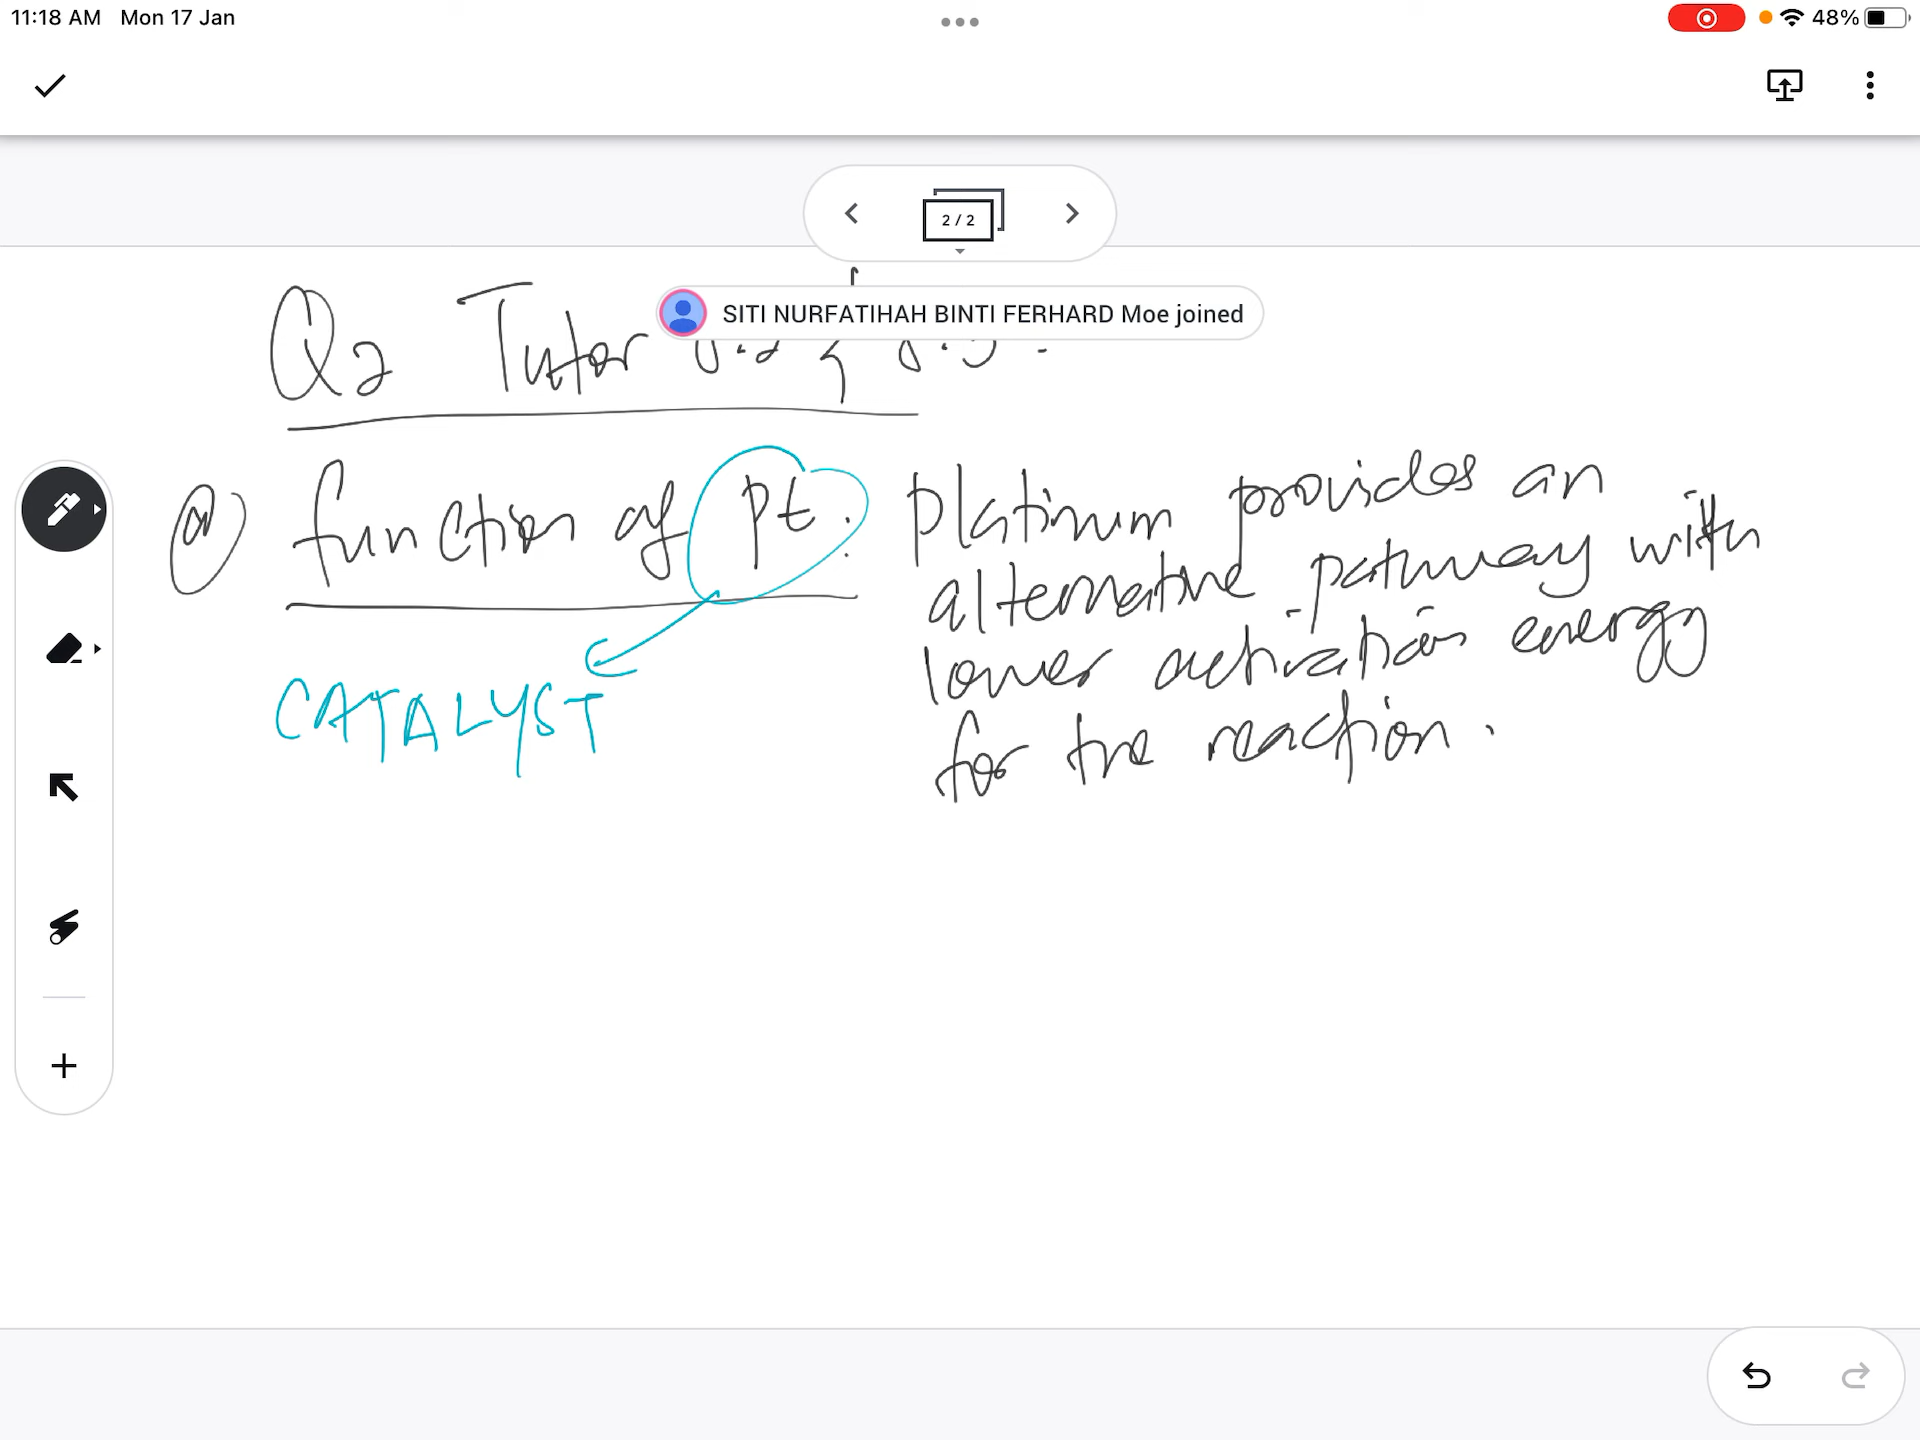 11:18 AM Mon 17 Jan
48%
2 / 2
SITI NURFATIHAH BINTI FERHARD Moe joined
Q2 Tutor
(a) function of Pt : Platinum provides an
alternative pathway with
lower activation energy
for the reaction.
CATALYST